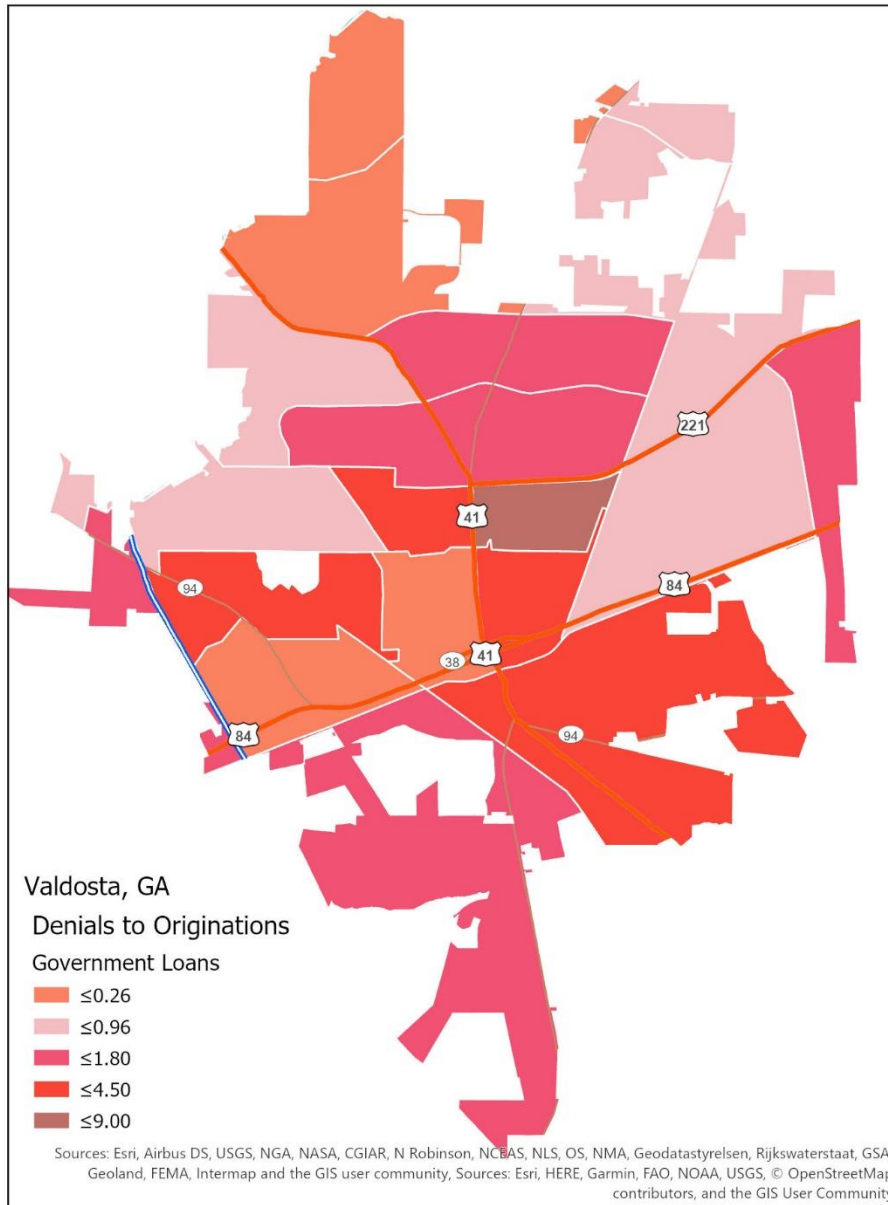 221
41
84
94
41
38
94
84
Valdosta, GA
Denials to Originations
Government Loans
≤0.26
≤0.96
≤1.80
≤4.50
≤9.00
Sources: Esri, Airbus DS, USGS, NGA, NASA, CGIAR, N Robinson, NCEAS, NLS, OS, NMA, Geodatastyrelsen, Rijkswaterstaat, GSA,
Geoland, FEMA, Intermap and the GIS user community, Sources: Esri, HERE, Garmin, FAO, NOAA, USGS, © OpenStreetMap
contributors, and the GIS User Community